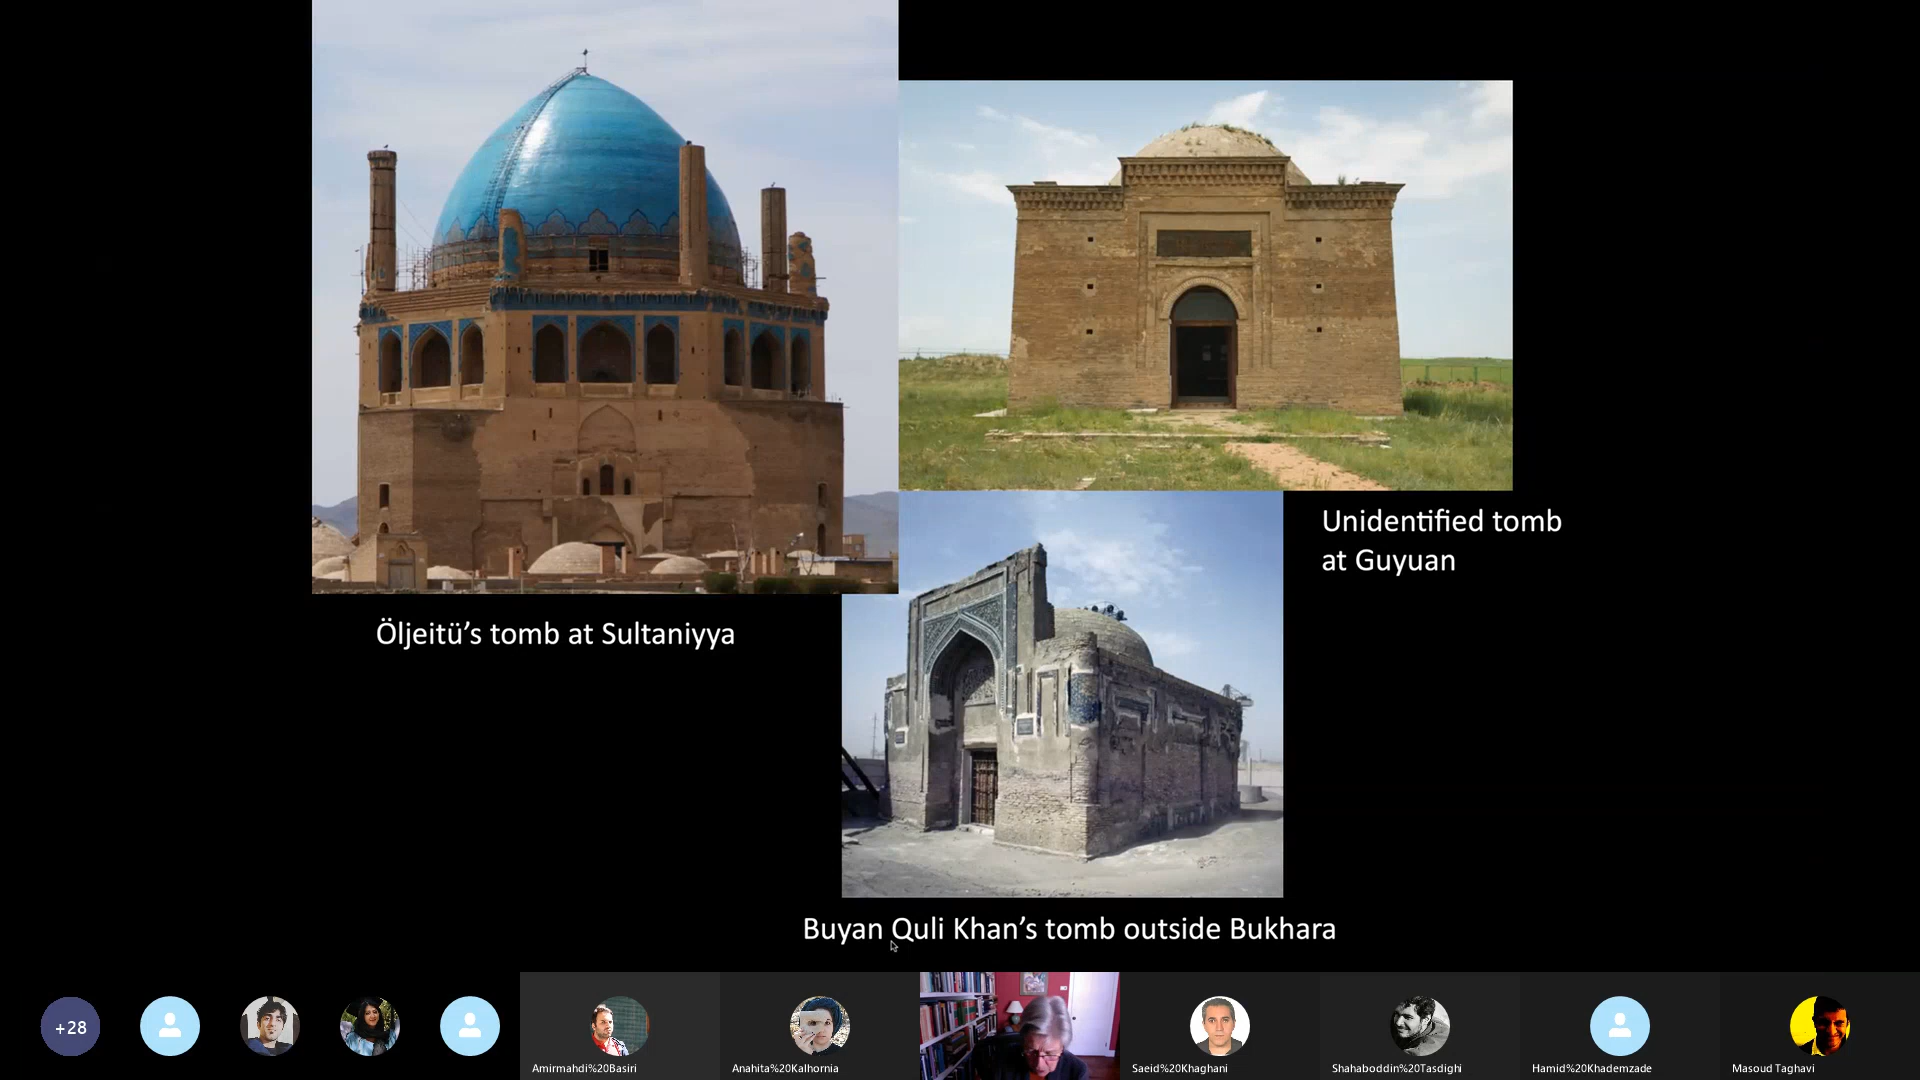 Unidentified tomb
at Guyuan
Öljeitü’s tomb at Sultaniyya
Buyan Quli Khan’s tomb outside Bukhara
+28
Amirmahdi%20Basiri
Anahita%20Kalhornia
Saeid%20Khaghani
Shahaboddin%20Tasdighi
Hamid%20Khademzade
Masoud Taghavi